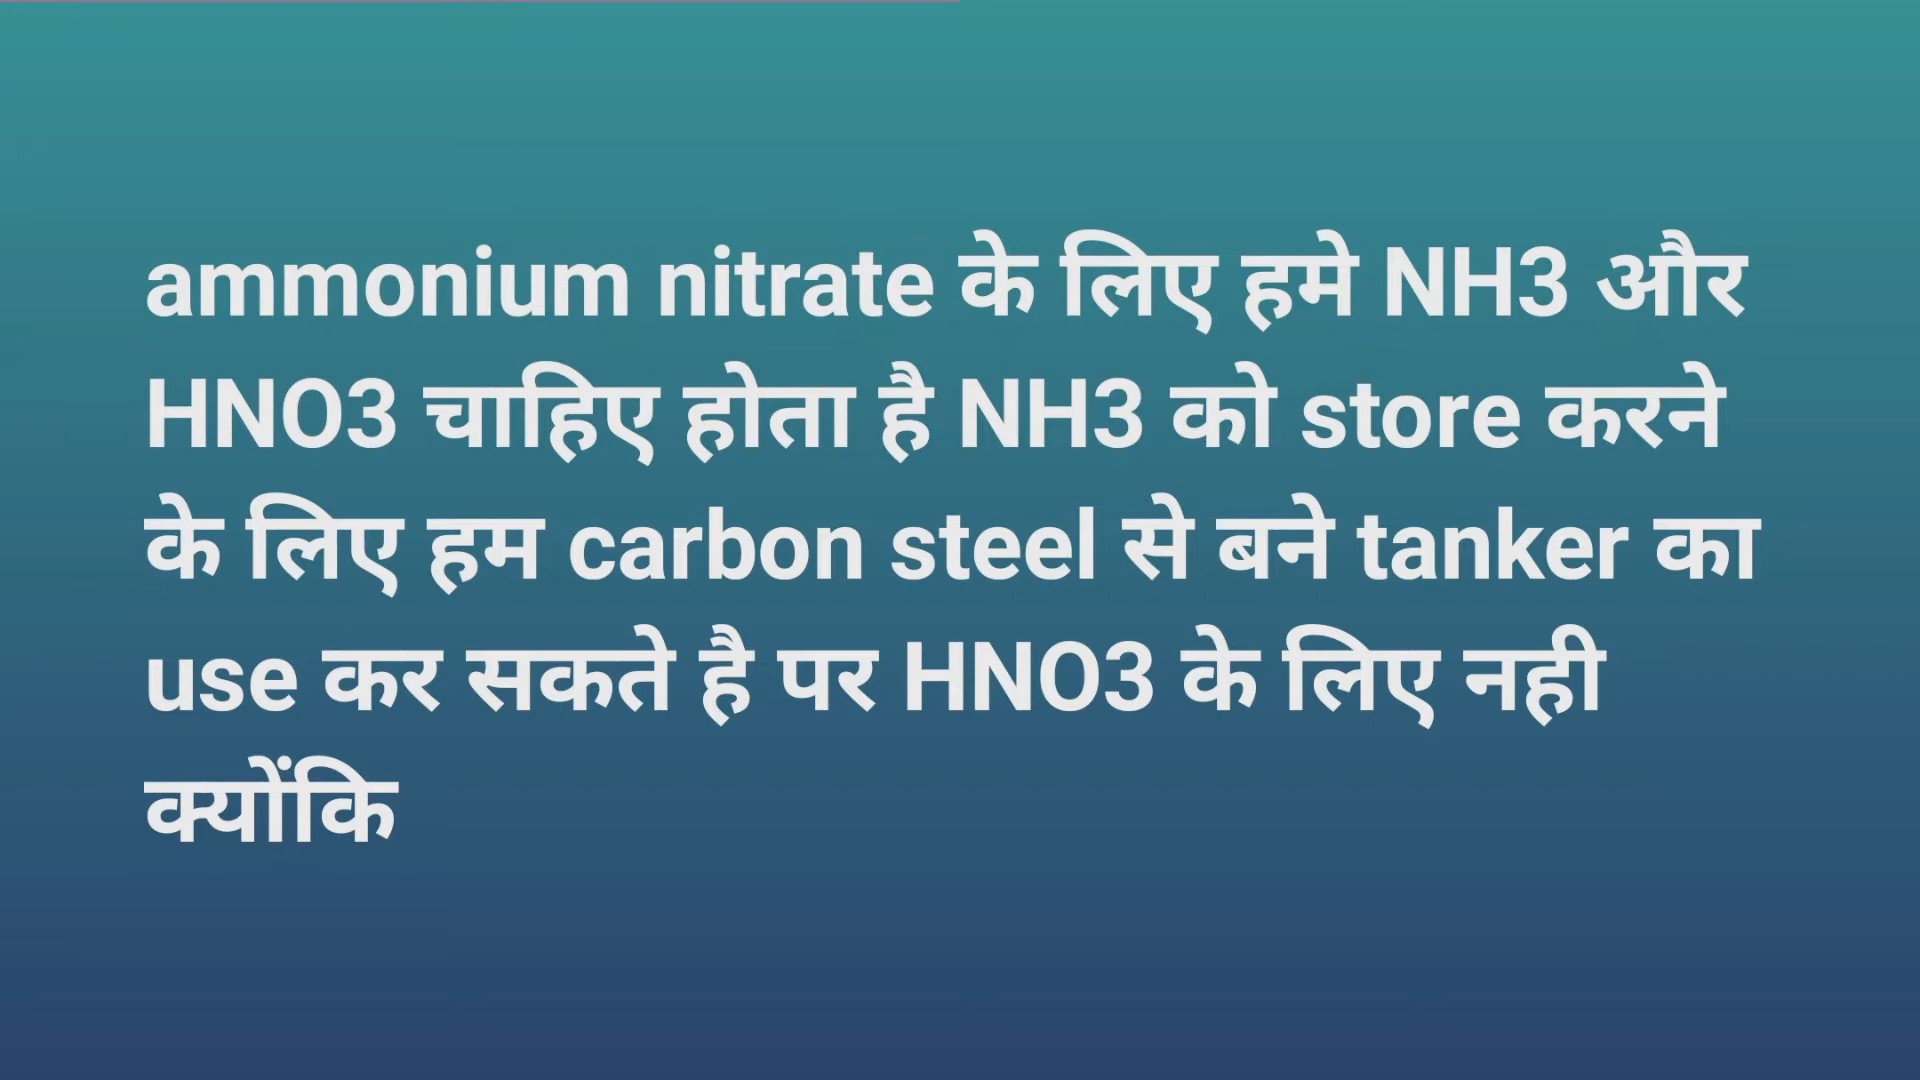 ammonium nitrate के लिए हमे NH3 और
HNO3 चाहिए होता है NH3 को store करने
के लिए हम carbon steel से बने tanker का
use कर सकते है पर HNO3 के लिए नही
क्योंकि